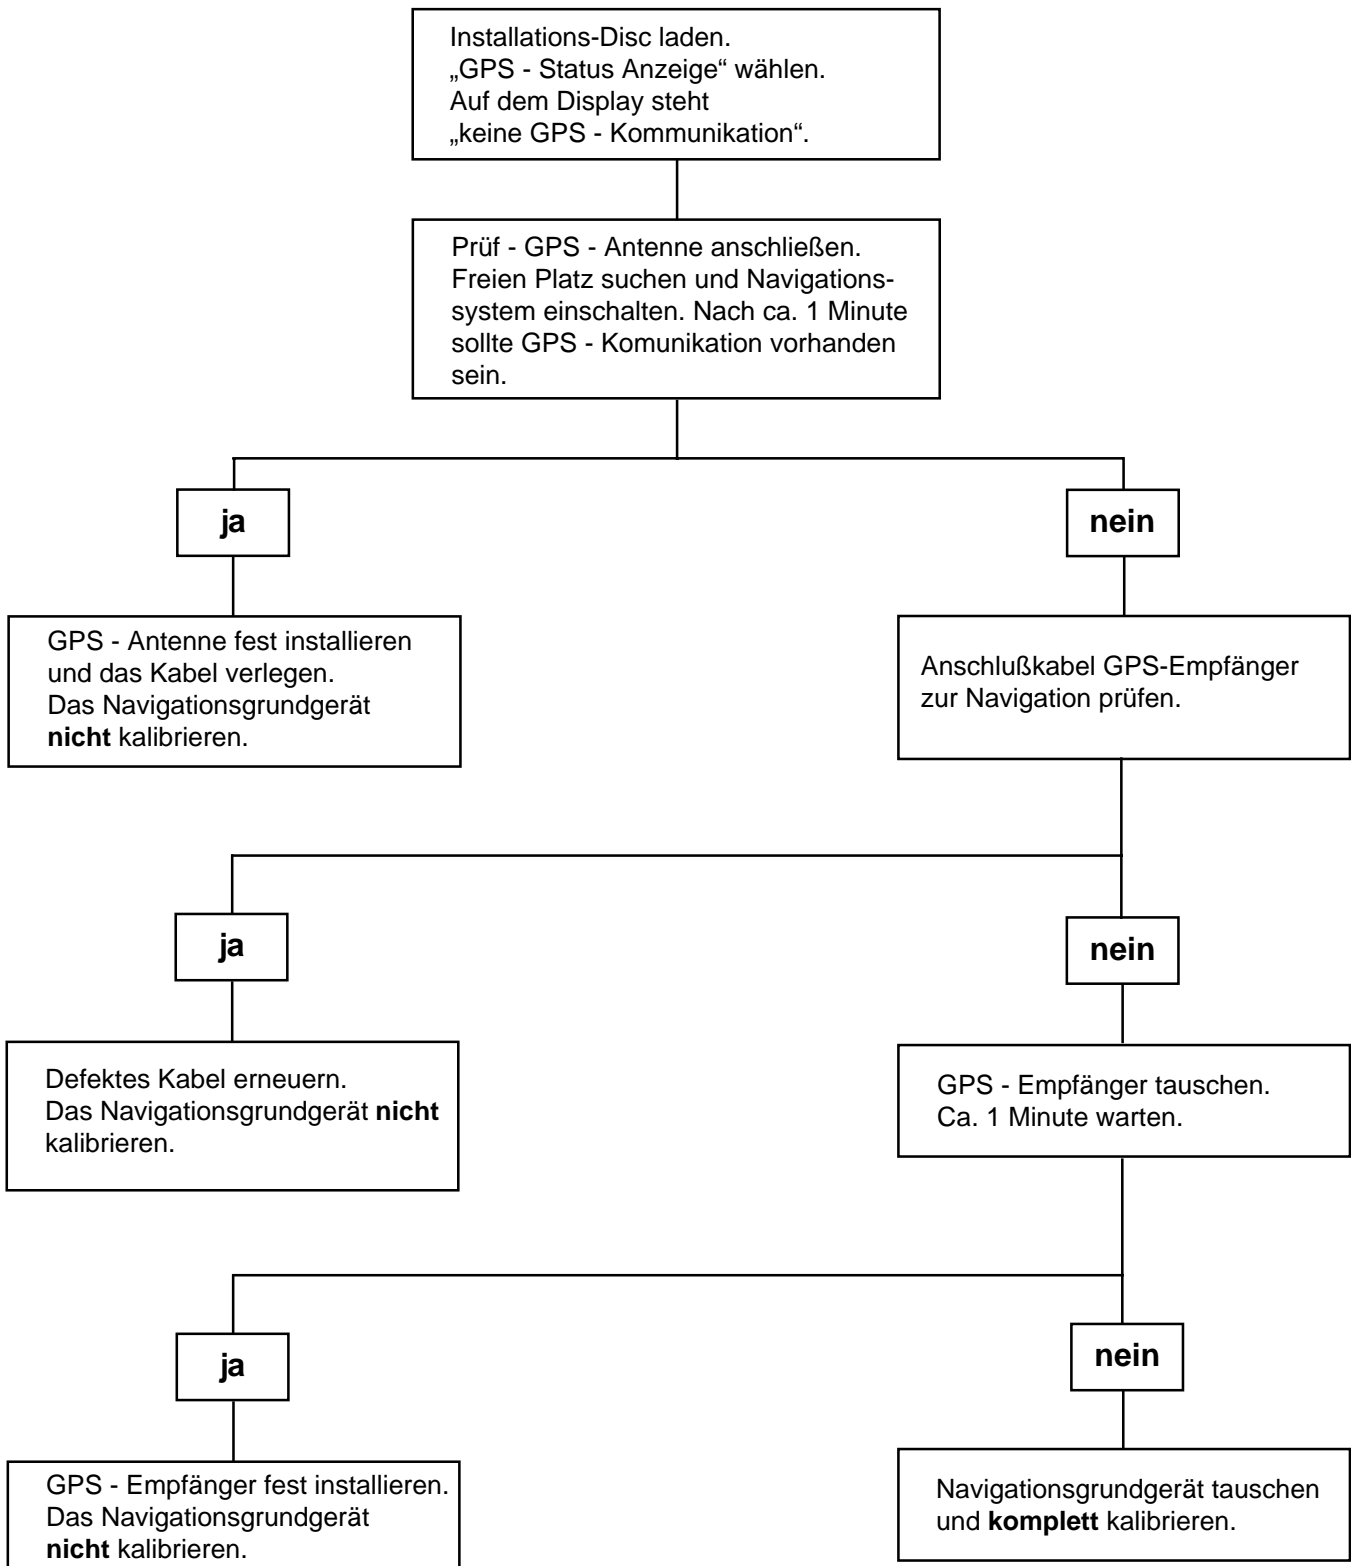 Installations-Disc laden.
„GPS - Status Anzeige“ wählen.
Auf dem Display steht
„keine GPS - Kommunikation“.
Prüf - GPS - Antenne anschließen.
Freien Platz suchen und Navigations-
system einschalten. Nach ca. 1 Minute
sollte GPS - Komunikation vorhanden
sein.
ja
nein
GPS - Antenne fest installieren
und das Kabel verlegen.
Das Navigationsgrundgerät
nicht kalibrieren.
Anschlußkabel GPS-Empfänger
zur Navigation prüfen.
ja
nein
Defektes Kabel erneuern.
Das Navigationsgrundgerät nicht
kalibrieren.
GPS - Empfänger tauschen.
Ca. 1 Minute warten.
ja
nein
GPS - Empfänger fest installieren.
Das Navigationsgrundgerät
nicht kalibrieren.
Navigationsgrundgerät tauschen
und komplett kalibrieren.